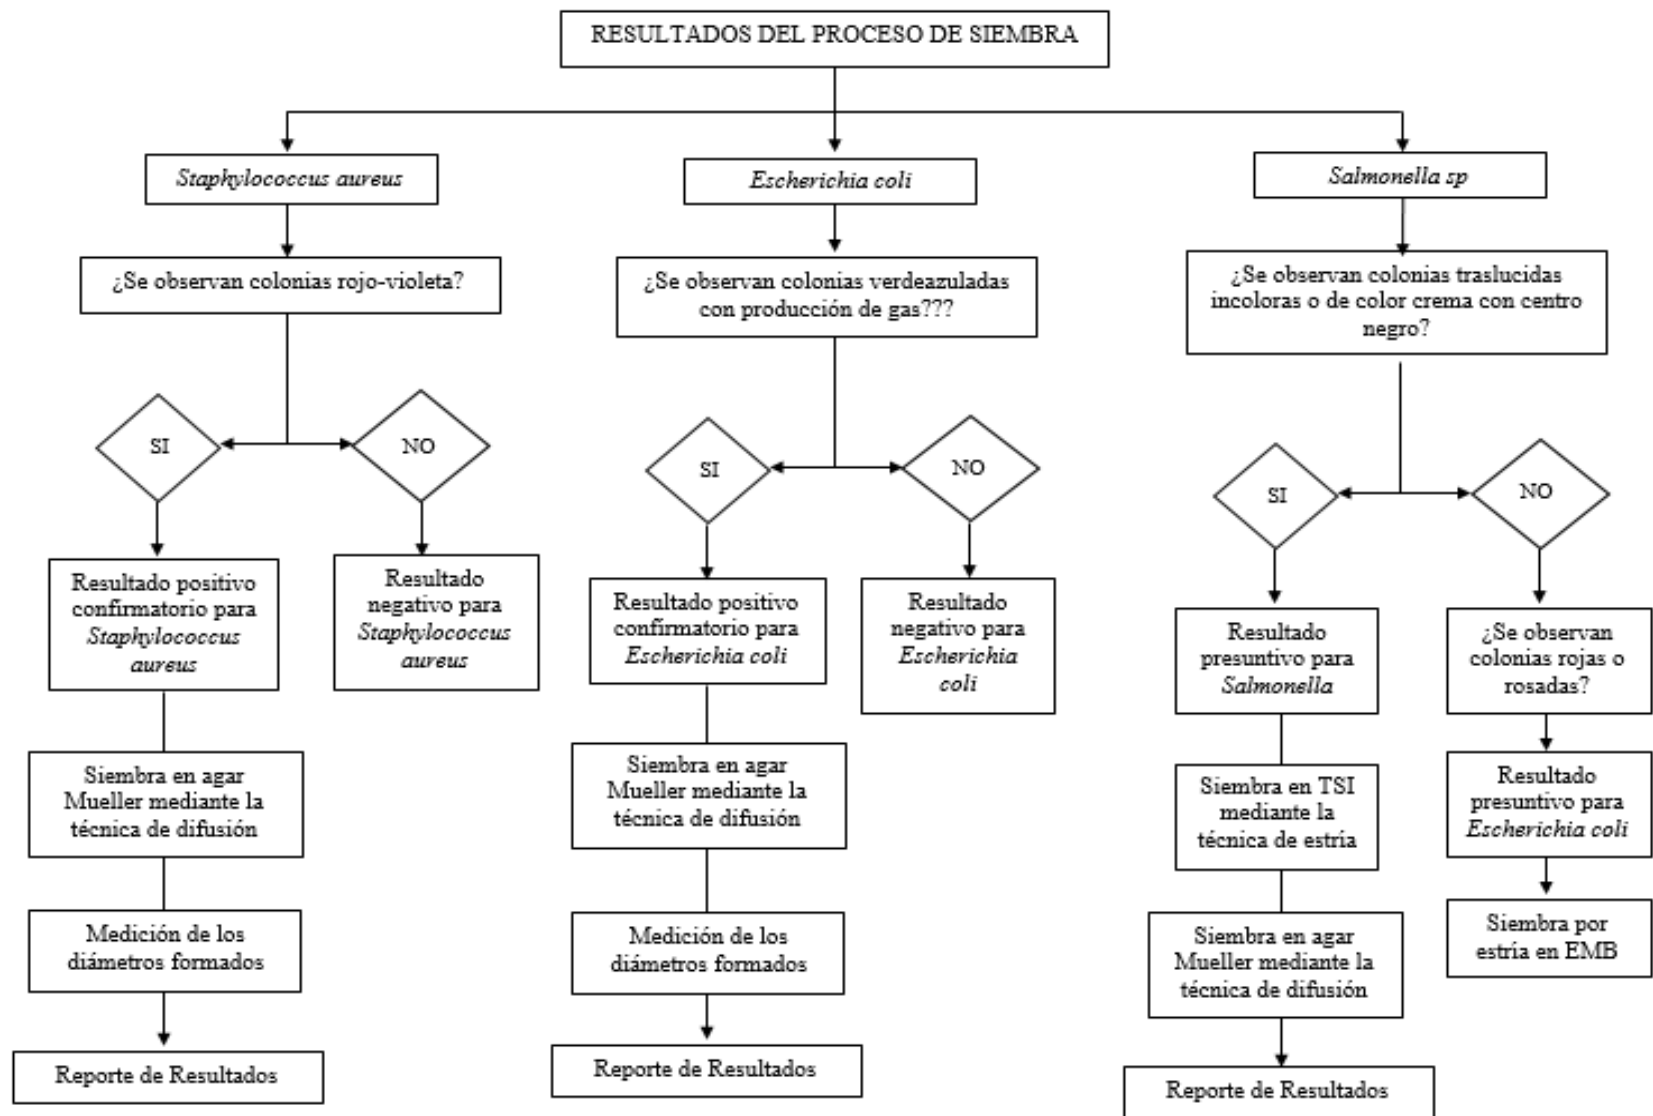 RESULTADOS DEL PROCESO DE SIEMBRA
Staphylococcus aureus
¿Se observan colonias rojo-violeta?
SI
NO
Resultado positivo
confirmatorio para
Staphylococcus
aureus
Resultado
negativo para
Staphylococcus
aureus
Siembra en agar
Mueller mediante la
técnica de difusión
Medición de los
diámetros formados
Reporte de Resultados
Escherichia coli
¿Se observan colonias verdeazuladas
con producción de gas???
SI
NO
Resultado positivo
confirmatorio para
Escherichia coli
Resultado
negativo para
Escherichia
coli
Siembra en agar
Mueller mediante la
técnica de difusión
Medición de los
diámetros formados
Reporte de Resultados
Salmonella sp
¿Se observan colonias traslucidas
incoloras o de color crema con centro
negro?
SI
NO
Resultado
presuntivo para
Salmonella
Siembra en TSI
mediante la
técnica de estría
Siembra en agar
Mueller mediante la
técnica de difusión
Reporte de Resultados
¿Se observan
colonias rojas o
rosadas?
Resultado
presuntivo para
Escherichia coli
Siembra por
estría en EMB